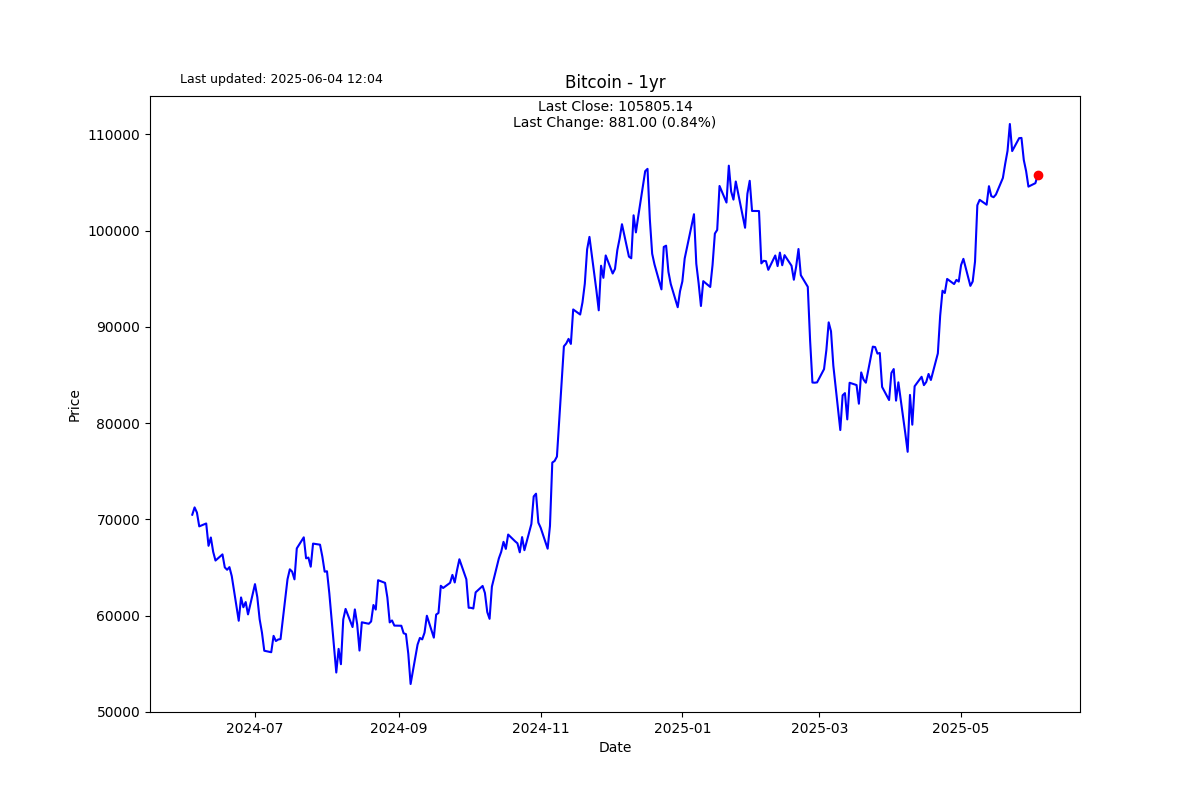 Last updated: 2025-06-04 12:04
Bitcoin - 1yr
Last Close: 105805.14
Last Change: 881.00 (0.84%)
110000
100000
90000
80000
70000
60000
50000
Price
2024-07
2024-09
2024-11
2025-01
2025-03
2025-05
Date